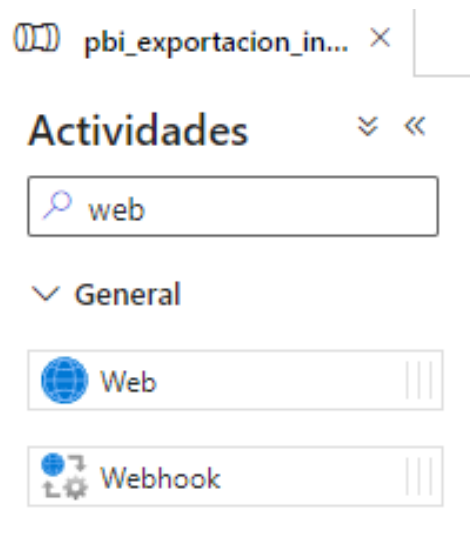 pbi_exportacion_in...
Actividades
web
General
Web
Webhook